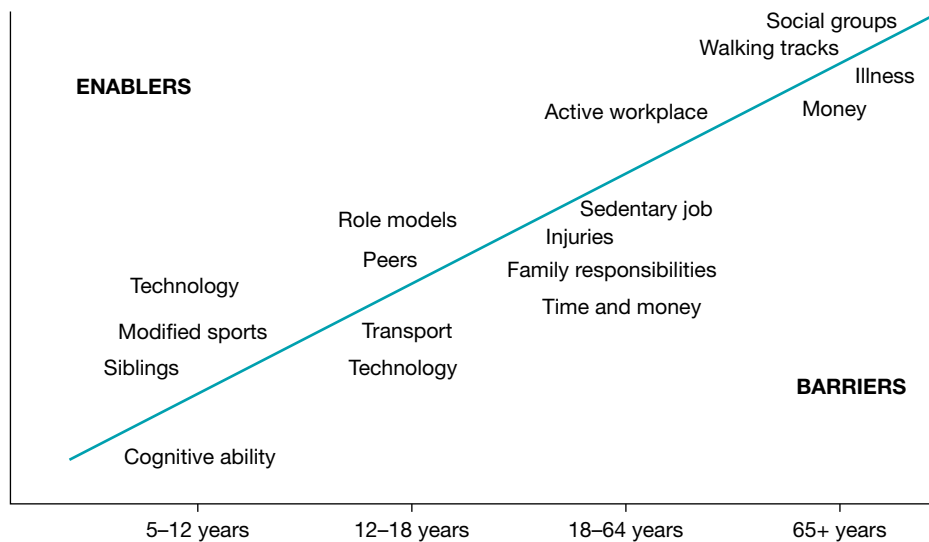 Social groups
Walking tracks
Illness
ENABLERS
Active workplace
Money
Role models
Sedentary job
Injuries
Peers
Family responsibilities
Technology
Time and money
Modified sports
Transport
Siblings
Technology
BARRIERS
Cognitive ability
5–12 years
12–18 years
18–64 years
65+ years